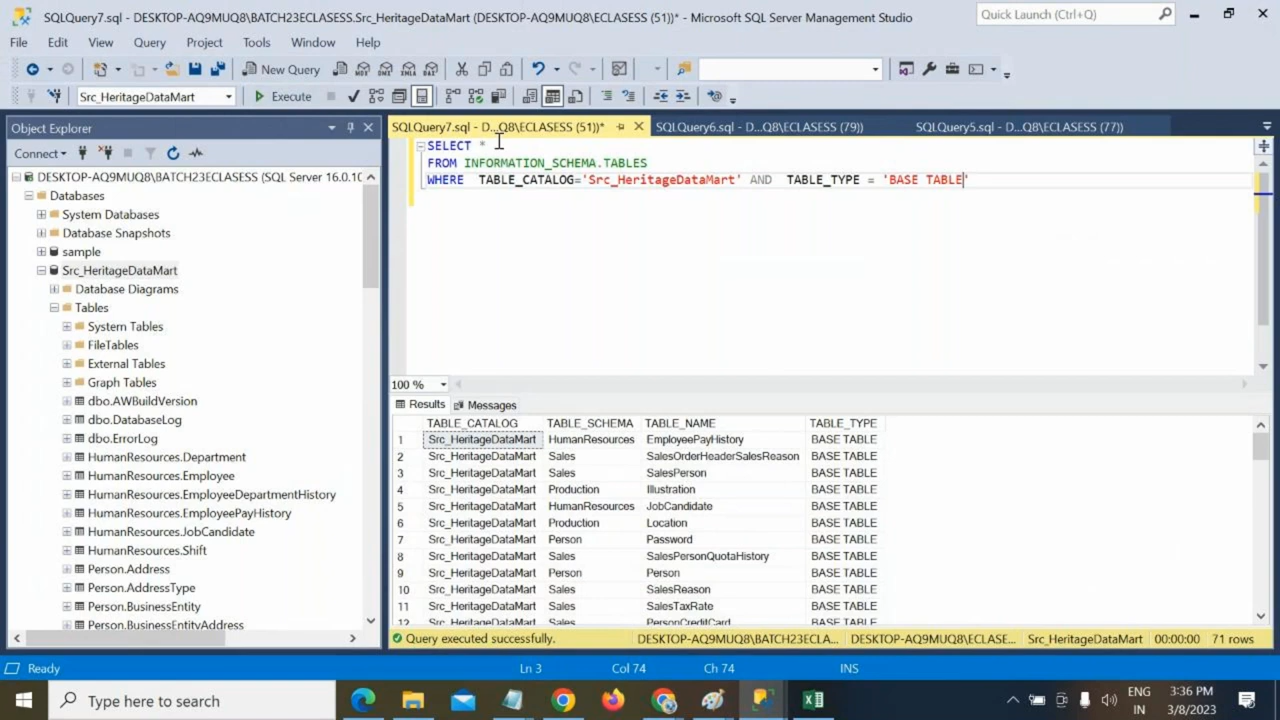 SQLQuery7.sql - DESKTOP-AQ9MUQ8\BATCH23ECLASESS.Src_HeritageDataMart (DESKTOP-AQ9MUQ8\ECLASESS (51))* - Microsoft SQL Server Management Studio
Quick Launch (Ctrl+Q)
File Edit View Query Project Tools Window Help
New Query
Src_HeritageDataMart Execute
Object Explorer
Connect
DESKTOP-AQ9MUQ8\BATCH23ECLASESS (SQL Server 16.0.10
Databases
System Databases
Database Snapshots
sample
Src_HeritageDataMart
Database Diagrams
Tables
System Tables
FileTables
External Tables
Graph Tables
dbo.AWBuildVersion
dbo.DatabaseLog
dbo.ErrorLog
HumanResources.Department
HumanResources.Employee
HumanResources.EmployeeDepartmentHistory
HumanResources.EmployeePayHistory
HumanResources.JobCandidate
HumanResources.Shift
Person.Address
Person.AddressType
Person.BusinessEntity
Person.BusinessEntityAddress
SQLQuery7.sql - D...Q8\ECLASESS (51))* SQLQuery6.sql - D...Q8\ECLASESS (79)) SQLQuery5.sql - D...Q8\ECLASESS (77))
SELECT *
FROM INFORMATION_SCHEMA.TABLES
WHERE TABLE_CATALOG='Src_HeritageDataMart' AND TABLE_TYPE = 'BASE TABLE'
100 %
Results Messages
TABLE_CATALOG TABLE_SCHEMA TABLE_NAME TABLE_TYPE
1 Src_HeritageDataMart HumanResources EmployeePayHistory BASE TABLE
2 Src_HeritageDataMart Sales SalesOrderHeaderSalesReason BASE TABLE
3 Src_HeritageDataMart Sales SalesPerson BASE TABLE
4 Src_HeritageDataMart Production Illustration BASE TABLE
5 Src_HeritageDataMart HumanResources JobCandidate BASE TABLE
6 Src_HeritageDataMart Production Location BASE TABLE
7 Src_HeritageDataMart Person Password BASE TABLE
8 Src_HeritageDataMart Sales SalesPersonQuotaHistory BASE TABLE
9 Src_HeritageDataMart Person Person BASE TABLE
10 Src_HeritageDataMart Sales SalesReason BASE TABLE
11 Src_HeritageDataMart Sales SalesTaxRate BASE TABLE
12 Src_HeritageDataMart Sales PersonCreditCard BASE TABLE
Query executed successfully. DESKTOP-AQ9MUQ8\BATCH23ECLA... DESKTOP-AQ9MUQ8\ECLASE... Src_HeritageDataMart 00:00:00 71 rows
Ready Ln 3 Col 74 Ch 74 INS
Type here to search
ENG
IN
3:36 PM
3/8/2023